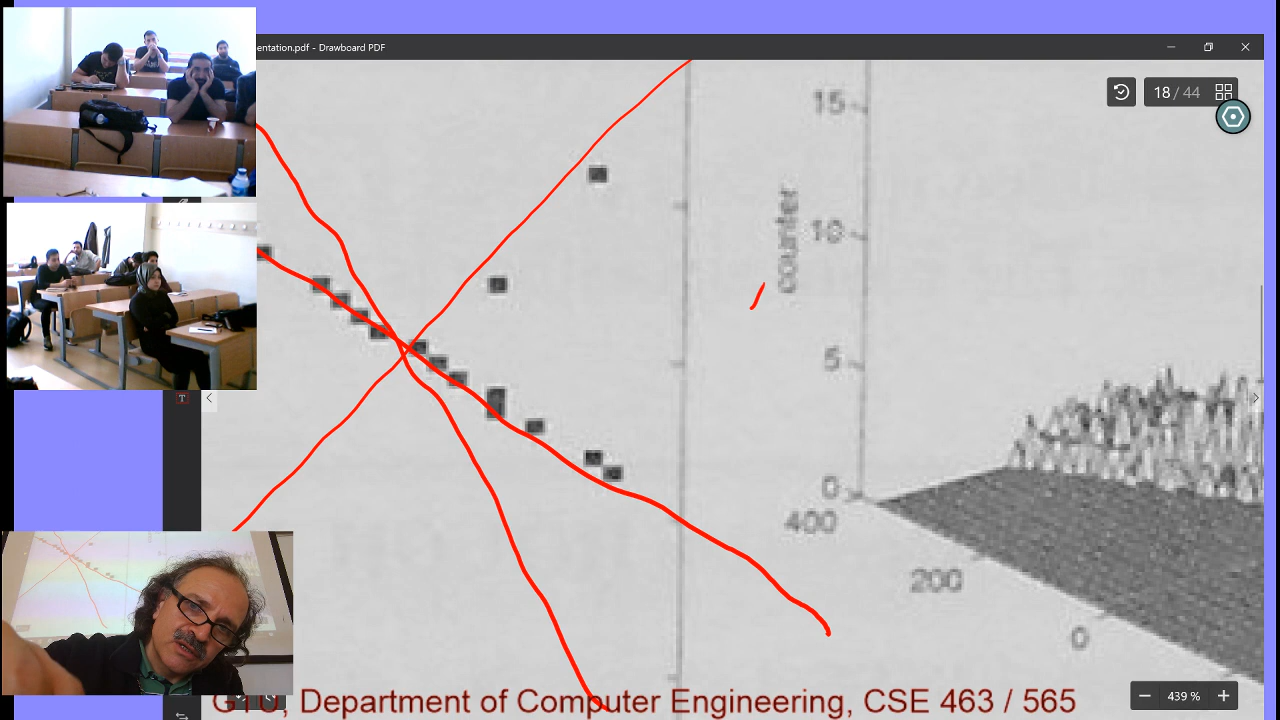 entation.pdf - Drawboard PDF
18 / 44
15
counter
10
5
0
400
200
0
T
GTU, Department of Computer Engineering, CSE 463 / 565
439 %